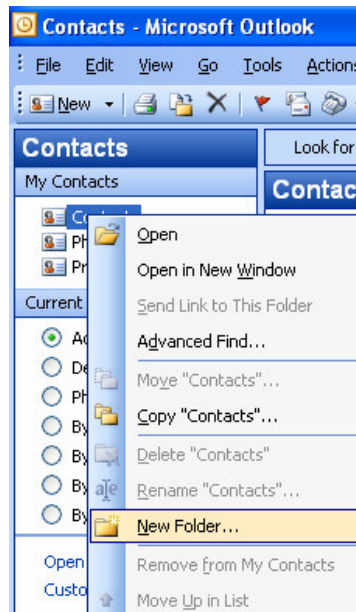 Contacts - Microsoft Outlook
File Edit View Go Tools Actions
New
Contacts
Look for
My Contacts
Contac
Open
Open in New Window
Send Link to This Folder
Advanced Find...
Current
Move "Contacts"...
Copy "Contacts"...
Delete "Contacts"
By
Rename "Contacts"...
By
New Folder...
Open
Remove from My Contacts
Custo
Move Up in List